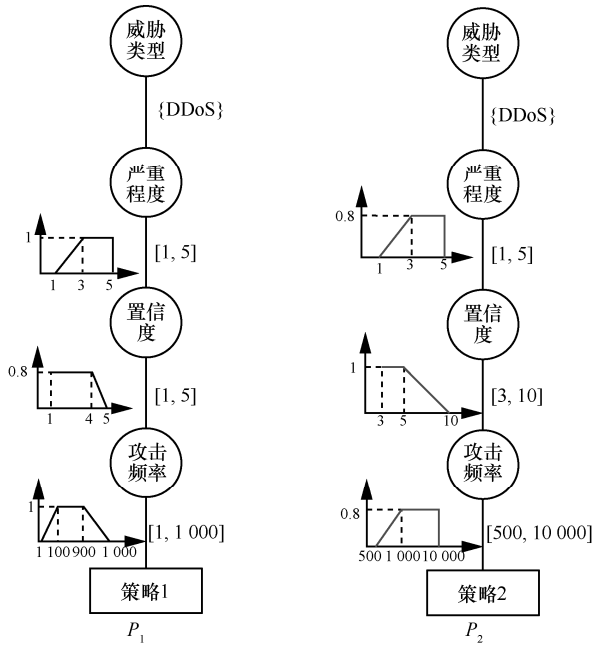 威胁
类型
{DDoS}
严重
程度
1
1 3 5
[1, 5]
置信
度
0.8
1 4 5
[1, 5]
攻击
频率
1
1 100 900 1 000
[1, 1 000]
策略1
P1
威胁
类型
{DDoS}
严重
程度
0.8
1 3 5
[1, 5]
置信
度
1
3 5 10
[3, 10]
攻击
频率
0.8
500 1 000 10 000
[500, 10 000]
策略2
P2